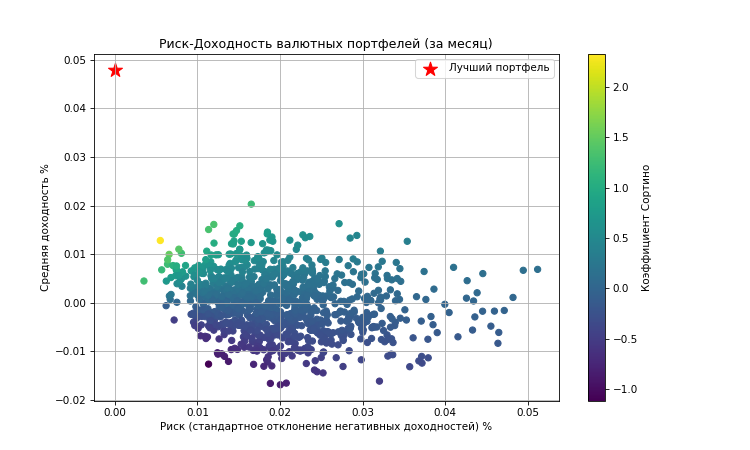 Риск-Доходность валютных портфелей (за месяц)
Лучший портфель
Средняя доходность %
0.05
0.04
0.03
0.02
0.01
0.00
−0.01
−0.02
0.00 0.01 0.02 0.03 0.04 0.05
Риск (стандартное отклонение негативных доходностей) %
2.0
1.5
1.0
0.5
0.0
−0.5
−1.0
Коэффициент Сортино